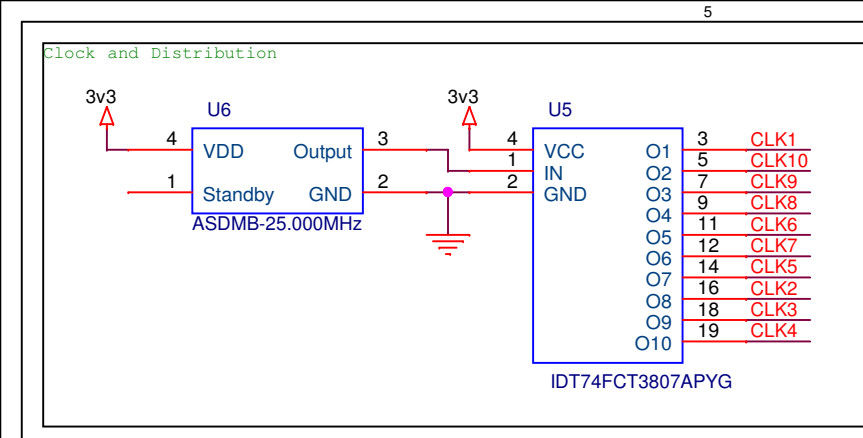 5
Clock and Distribution
3v3
U6
4 VDD Output 3
1 Standby GND 2
ASDMB-25.000MHz
3v3
U5
4 VCC O1 3 CLK1
1 IN O2 5 CLK10
2 GND O3 7 CLK9
O4 9 CLK8
O5 11 CLK6
O6 12 CLK7
O7 14 CLK5
O8 16 CLK2
O9 18 CLK3
O10 19 CLK4
IDT74FCT3807APYG